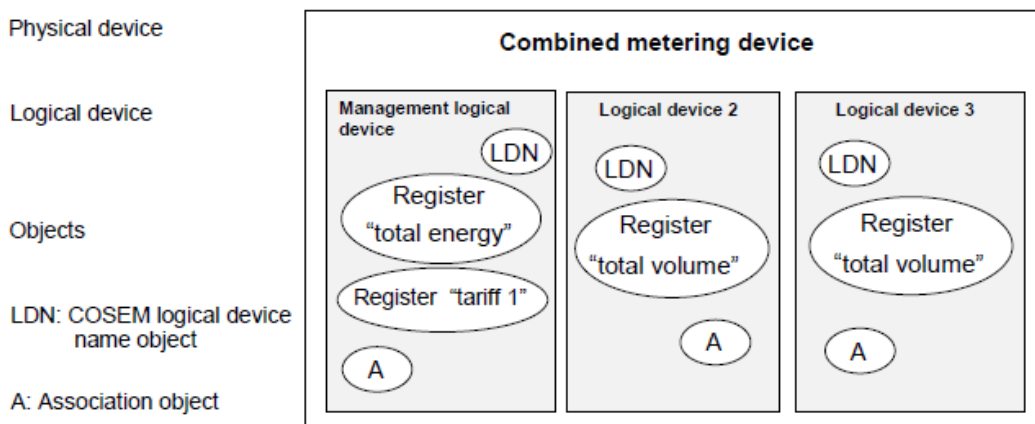 Physical device
Combined metering device
Logical device
Management logical
device
Logical device 2
Logical device 3
LDN
LDN
LDN
Register
"total energy"
Register
"total volume"
Register
"total volume"
Objects
Register "tariff 1"
LDN: COSEM logical device
name object
A
A
A
A: Association object